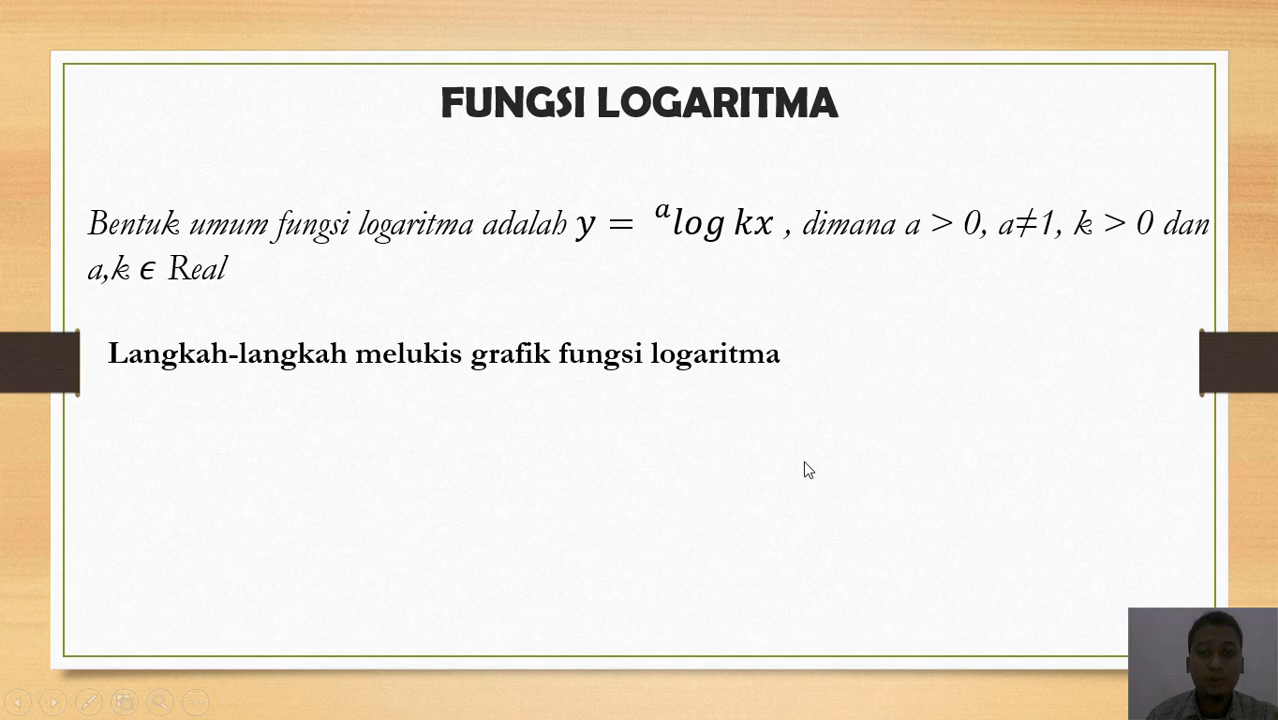 FUNGSI LOGARITMA
Bentuk umum fungsi logaritma adalah y = ᵃlog kx , dimana a > 0, a≠1, k > 0 dan
a,k ϵ Real
Langkah-langkah melukis grafik fungsi logaritma